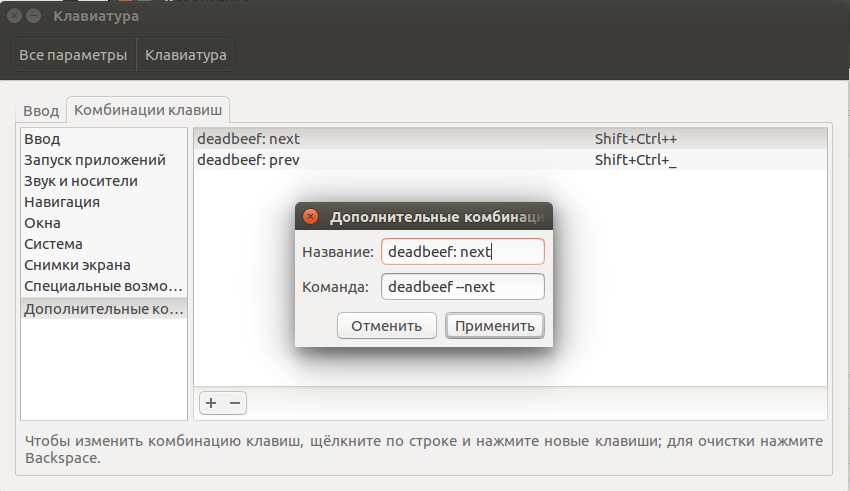 Клавиатура
Все параметры Клавиатура
Ввод Комбинации клавиш
Ввод
Запуск приложений
Звук и носители
Навигация
Окна
Система
Снимки экрана
Специальные возмо...
Дополнительные ко...
deadbeef: next Shift+Ctrl++
deadbeef: prev Shift+Ctrl+_
Дополнительные комбинаци
Название: deadbeef: next
Команда: deadbeef --next
Отменить Применить
+ −
Чтобы изменить комбинацию клавиш, щёлкните по строке и нажмите новые клавиши; для очистки нажмите
Backspace.